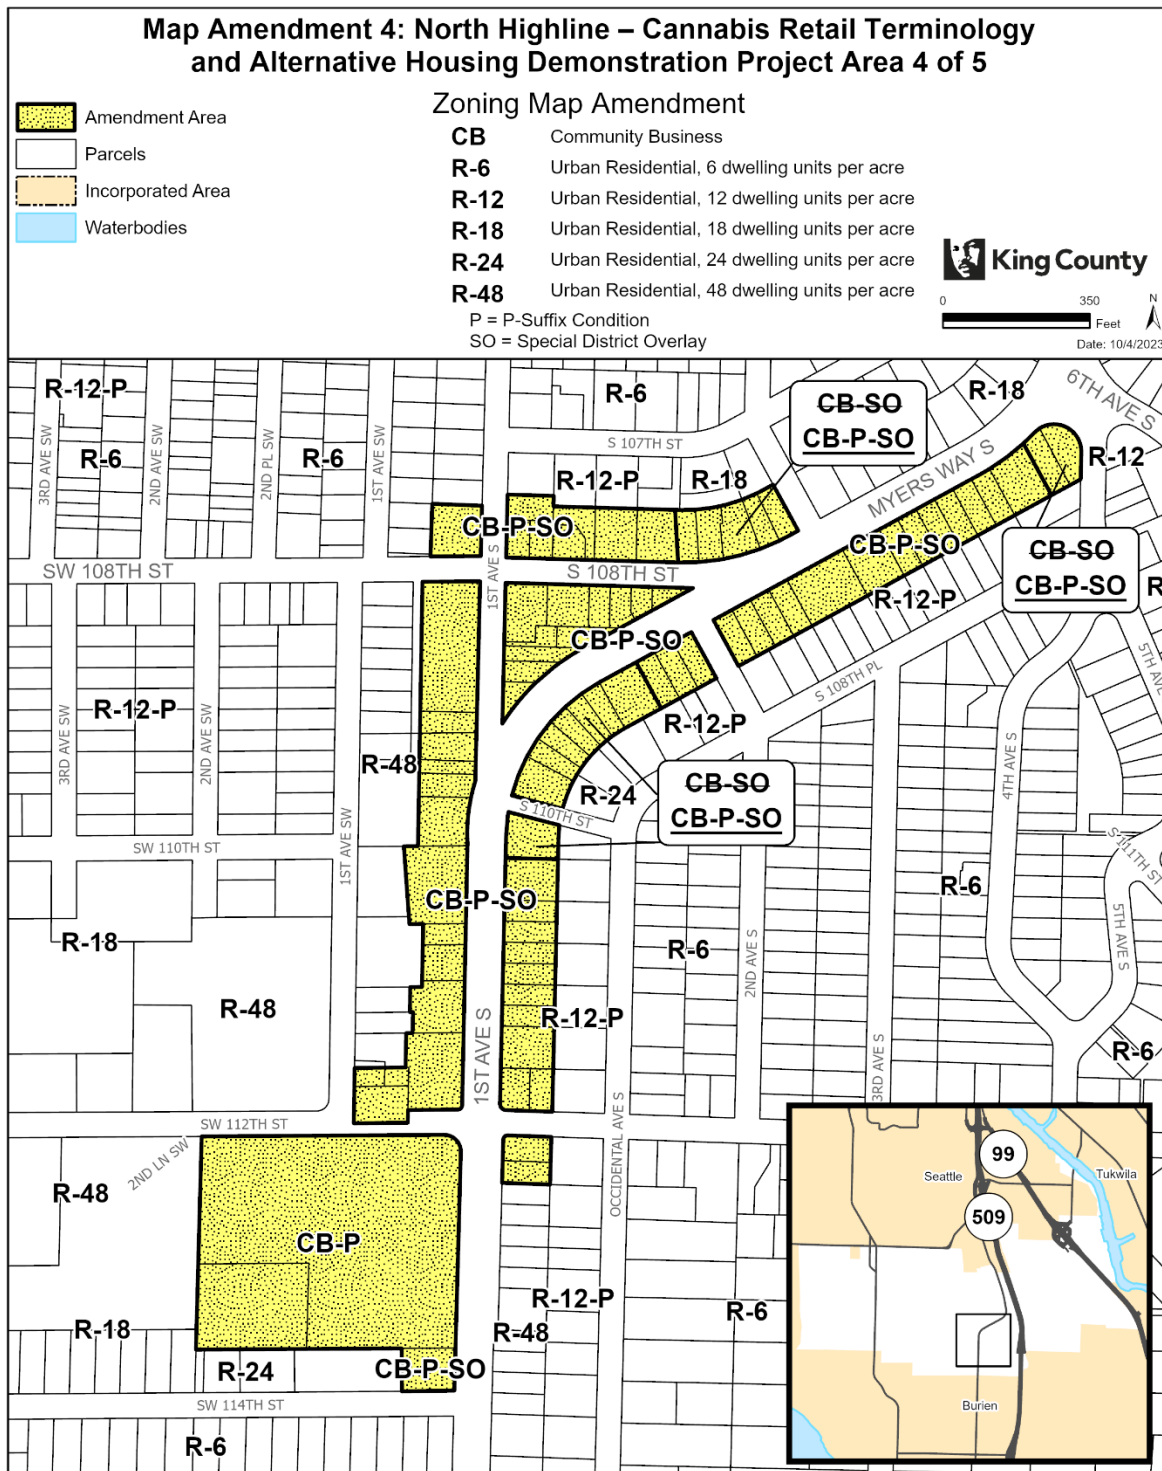 Map Amendment 4: North Highline – Cannabis Retail Terminology
and Alternative Housing Demonstration Project Area 4 of 5
Amendment Area
Parcels
Incorporated Area
Waterbodies
Zoning Map Amendment
CB Community Business
R-6 Urban Residential, 6 dwelling units per acre
R-12 Urban Residential, 12 dwelling units per acre
R-18 Urban Residential, 18 dwelling units per acre
R-24 Urban Residential, 24 dwelling units per acre
R-48 Urban Residential, 48 dwelling units per acre
P = P-Suffix Condition
SO = Special District Overlay
King County
0 350
Feet
N
Date: 10/4/2023
R-12-P
R-6
3RD AVE SW
2ND AVE SW
2ND PL SW
R-6
1ST AVE SW
R-6
S 107TH ST
CB-SO
CB-P-SO
R-18
6TH AVE S
R-12
MYERS WAY S
R-12-P
R-18
CB-P-SO
CB-P-SO
CB-SO
CB-P-SO
R
SW 108TH ST
1ST AVE S
S 108TH ST
R-12-P
CB-P-SO
S 108TH PL
5TH AVE
R-12-P
3RD AVE SW
2ND AVE SW
R-48
R-12-P
4TH AVE S
CB-SO
CB-P-SO
R-24
S 110TH ST
SW 110TH ST
1ST AVE SW
S 111TH ST
CB-P-SO
R-6
R-18
R-6
2ND AVE S
5TH AVE S
R-48
R-12-P
1ST AVE S
3RD AVE S
R-6
SW 112TH ST
OCCIDENTAL AVE S
2ND LN SW
R-48
CB-P
R-12-P
R-6
R-18
R-48
R-24
CB-P-SO
SW 114TH ST
R-6
99
Seattle
Tukwila
509
Burien